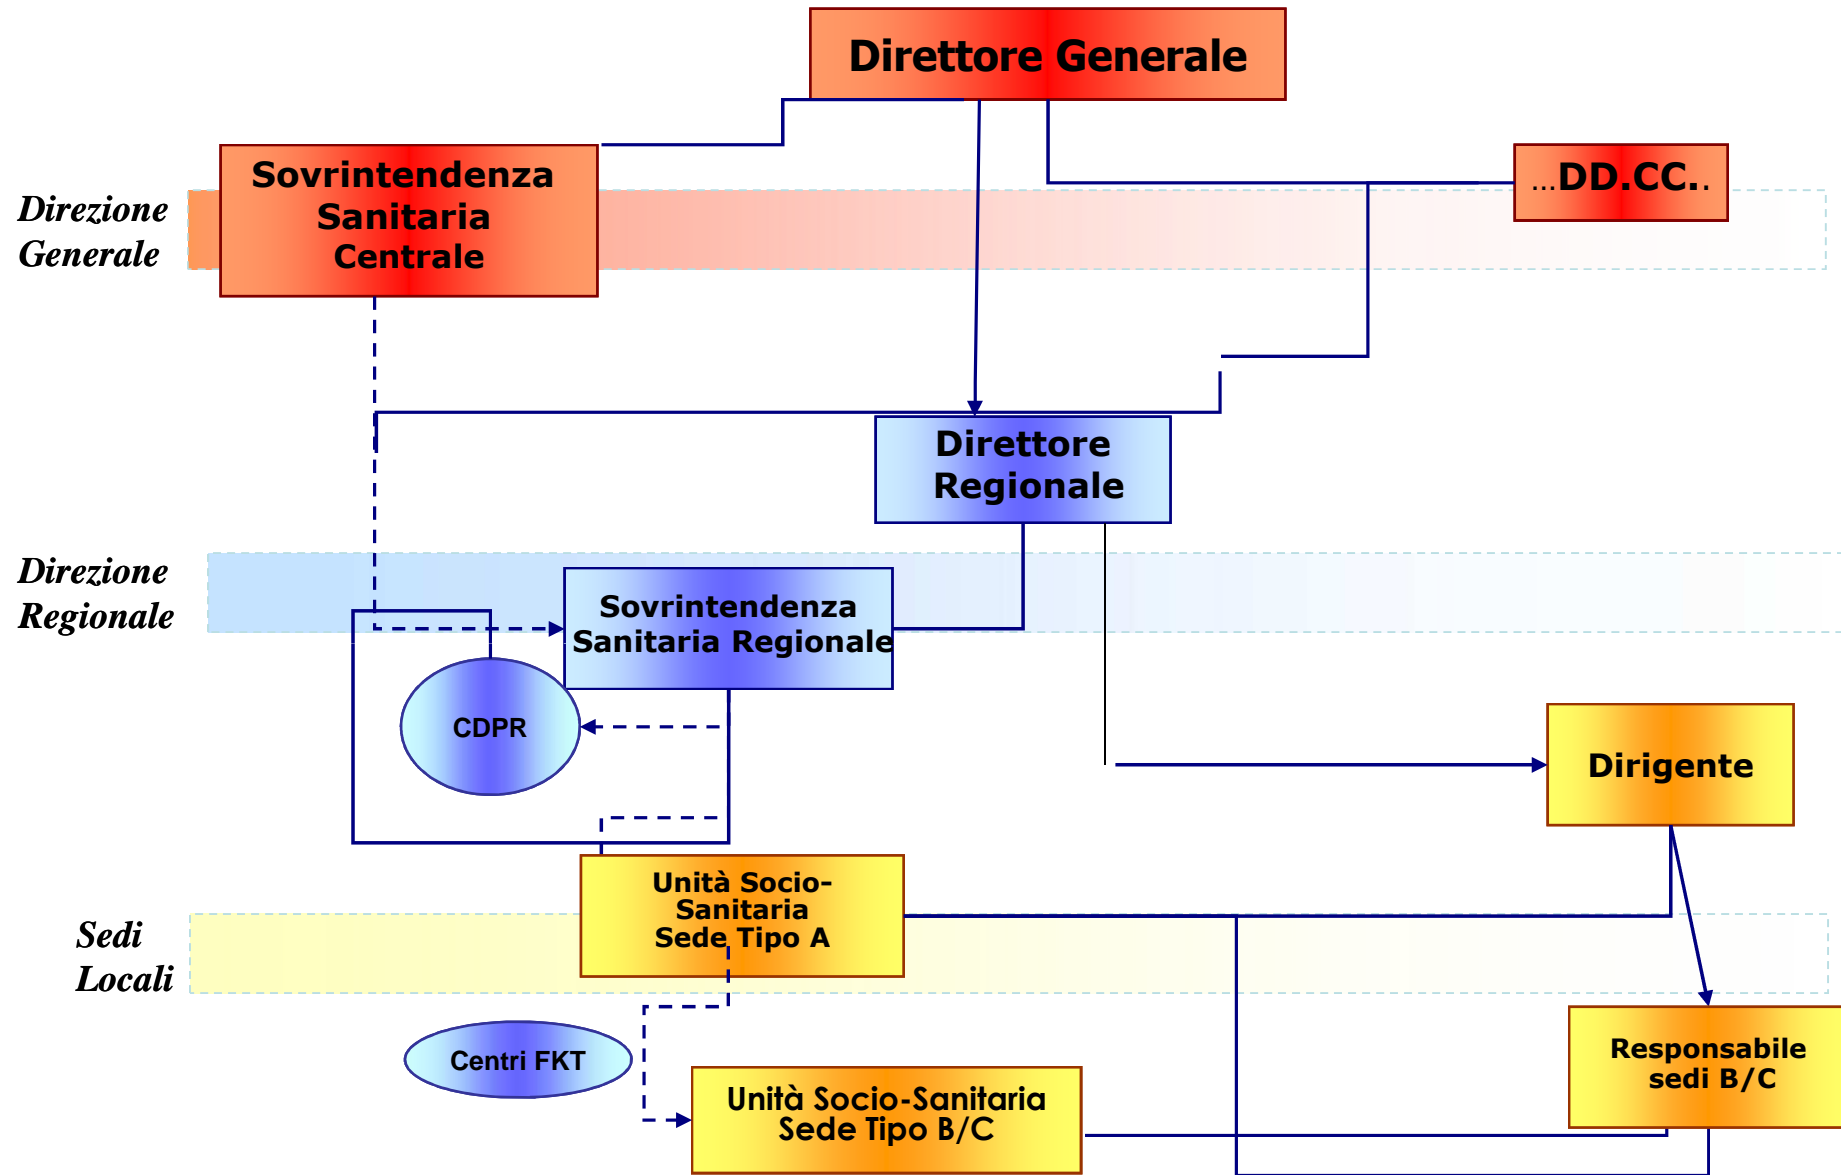 Direttore Generale
Sovrintendenza
Sanitaria
Centrale
...DD.CC..
Direzione
Generale
Direttore
Regionale
Direzione
Regionale
Sovrintendenza
Sanitaria Regionale
CDPR
Dirigente
Unità Socio-
Sanitaria
Sede Tipo A
Sedi
Locali
Centri FKT
Responsabile
sedi B/C
Unità Socio-Sanitaria
Sede Tipo B/C